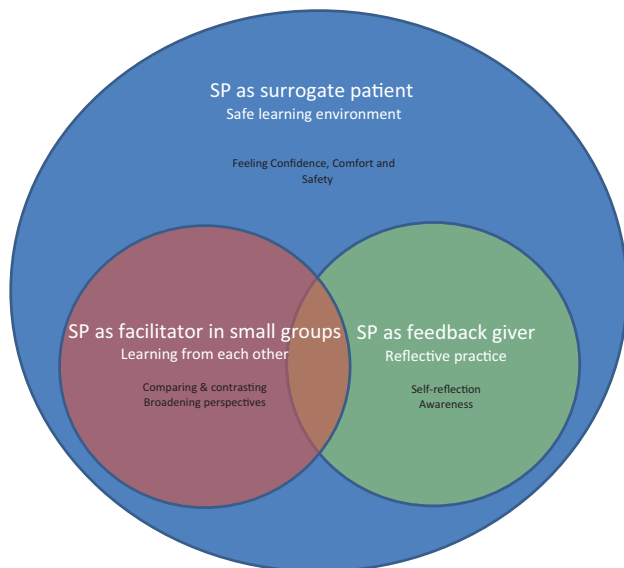 SP as surrogate patient
Safe learning environment
Feeling Confidence, Comfort and
Safety
SP as facilitator in small groups
Learning from each other
Comparing & contrasting
Broadening perspectives
SP as feedback giver
Reflective practice
Self-reflection
Awareness